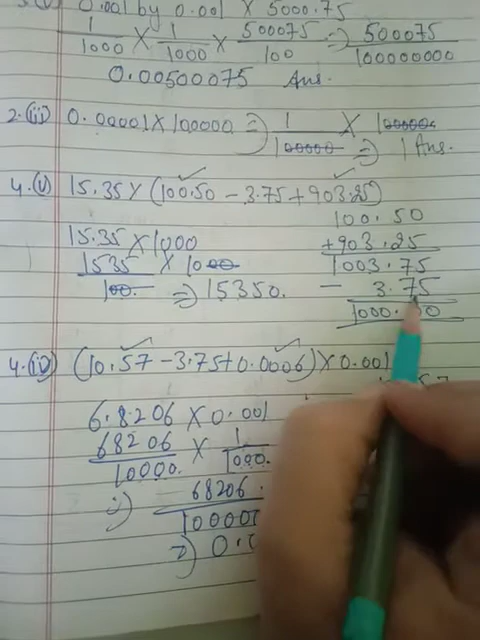 0.001 by 0.001 X 5000.75
1/1000 X 1/1000 X 500075/100 => 500075/100000000
0.00500075 Ans.
2.(ii) 0.00001 X 100000 => 1/100000 X 100000
=> 1 Ans.
4.(v) 15.35 X (100.50 - 3.75 + 903.25)
100.50
15.35 X 1000
+903.25
1535/100 X 1000
1003.75
=> 15350.
- 3.75
1000.00
4.(iv) (10.57 - 3.75 + 0.0006) X 0.001
6.8206 X 0.001
68206/10000 X 1/1000
=> 68206
=> 0.